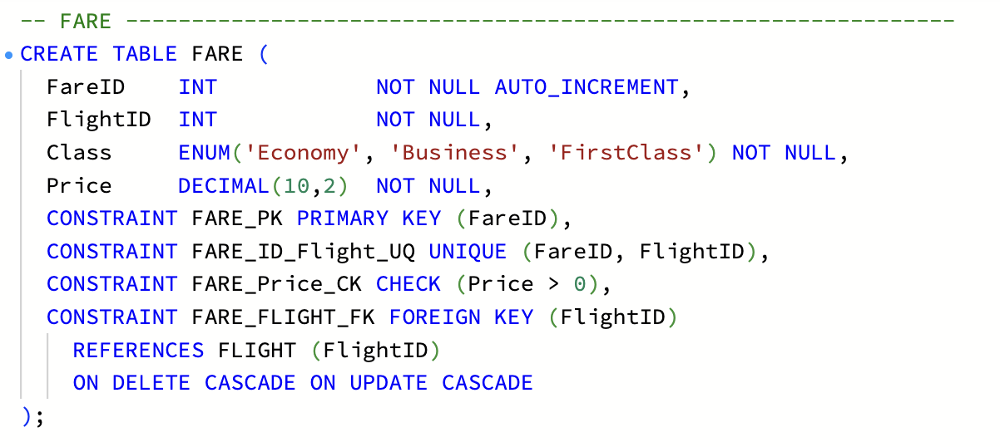 -- FARE ---------------------------------------------------------------
CREATE TABLE FARE (
FareID INT NOT NULL AUTO_INCREMENT,
FlightID INT NOT NULL,
Class ENUM('Economy', 'Business', 'FirstClass') NOT NULL,
Price DECIMAL(10,2) NOT NULL,
CONSTRAINT FARE_PK PRIMARY KEY (FareID),
CONSTRAINT FARE_ID_Flight_UQ UNIQUE (FareID, FlightID),
CONSTRAINT FARE_Price_CK CHECK (Price > 0),
CONSTRAINT FARE_FLIGHT_FK FOREIGN KEY (FlightID)
REFERENCES FLIGHT (FlightID)
ON DELETE CASCADE ON UPDATE CASCADE
);